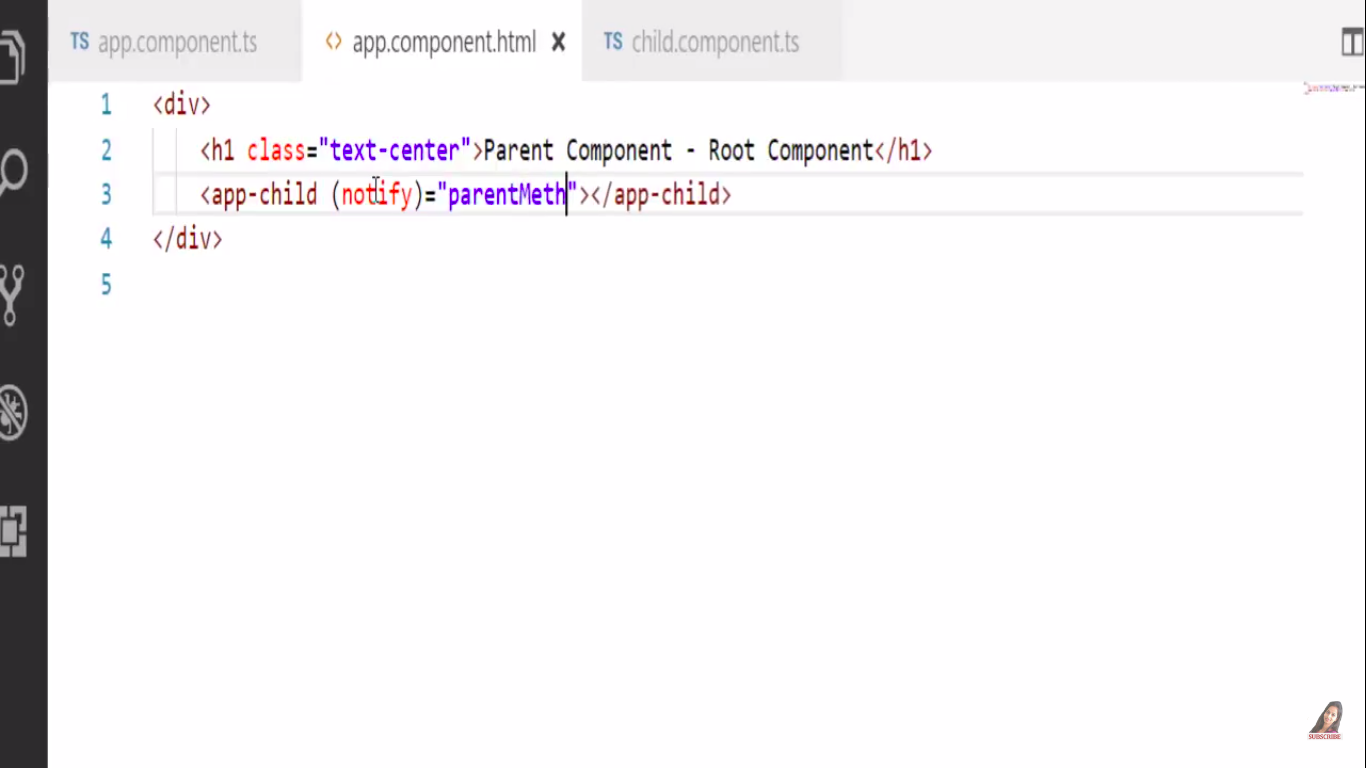 TS app.component.ts <> app.component.html TS child.component.ts
1 <div>
2 <h1 class="text-center">Parent Component - Root Component</h1>
3 <app-child (notify)="parentMeth"></app-child>
4 </div>
5
SUBSCRIBE